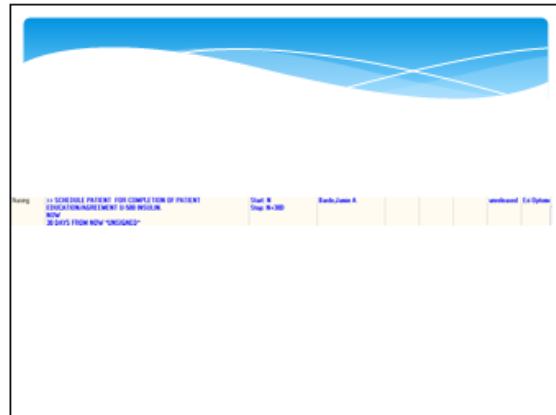 Nursing >> SCHEDULE PATIENT FOR COMPLETION OF PATIENT Start: N A unreleased
EDUCATION/AGREEMENT U-500 INSULIN. Stop: N+30D
NOW
30 DAYS FROM NOW *UNSIGNED*